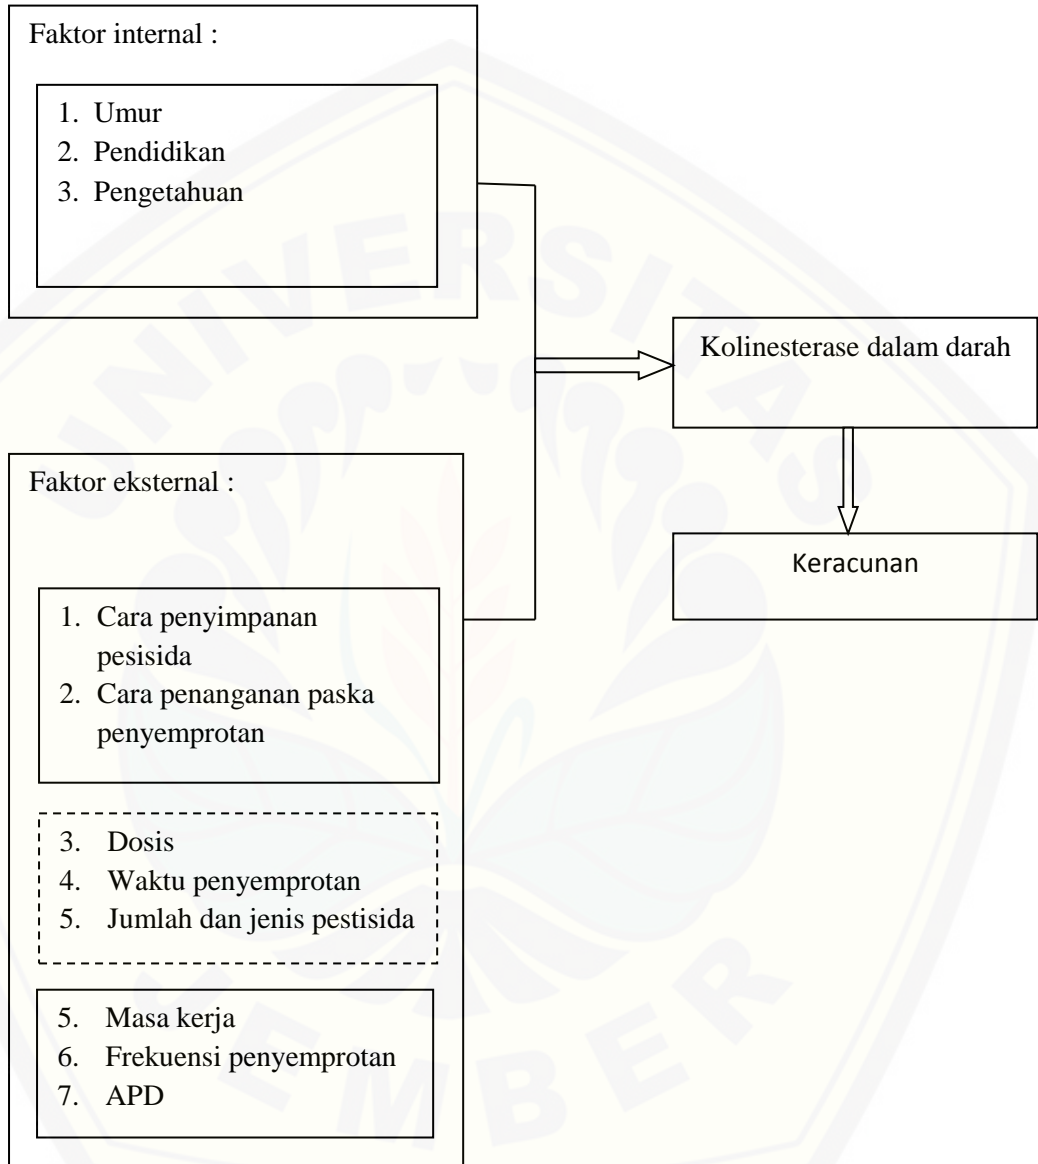 Faktor internal :
1. Umur
2. Pendidikan
3. Pengetahuan
Kolinesterase dalam darah
Faktor eksternal :
Keracunan
1. Cara penyimpanan
pesisida
2. Cara penanganan paska
penyemprotan
3. Dosis
4. Waktu penyemprotan
5. Jumlah dan jenis pestisida
5. Masa kerja
6. Frekuensi penyemprotan
7. APD
UNIVERSITAS
JEMBER